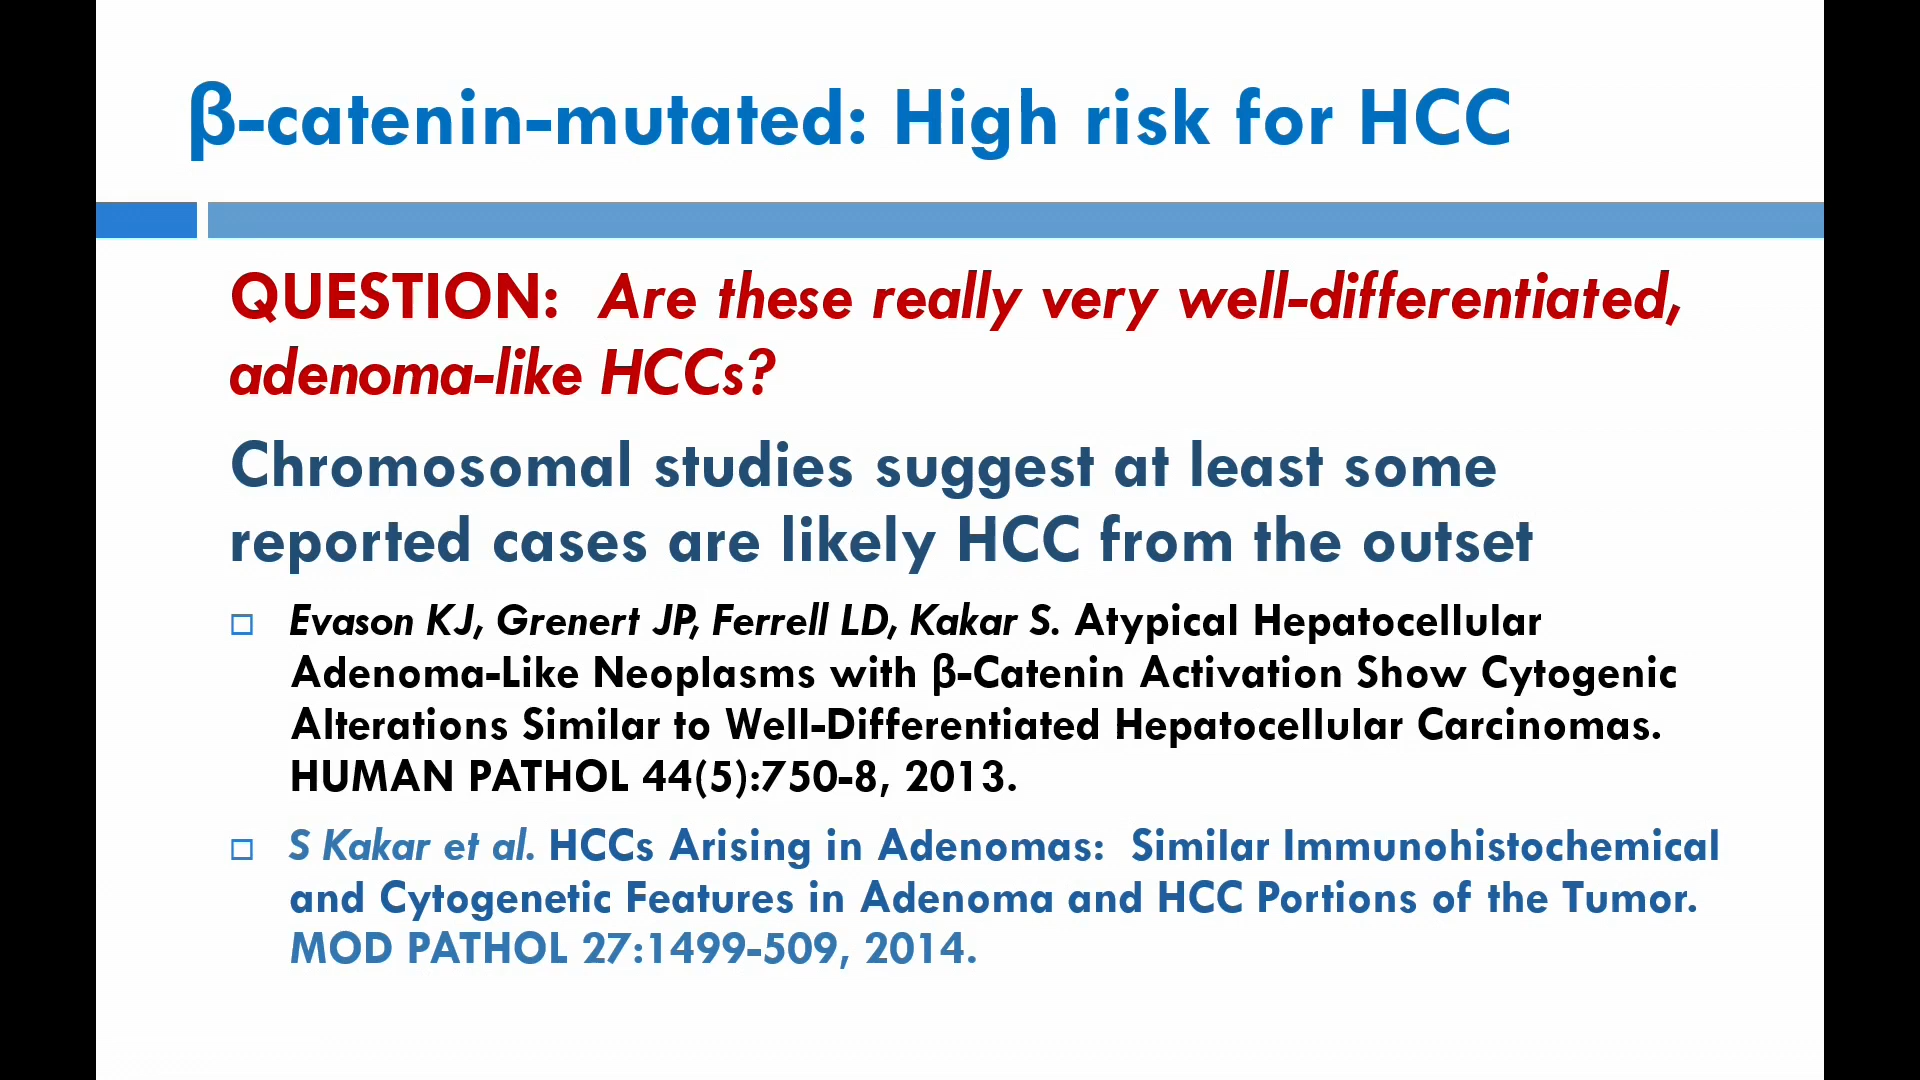 β-catenin-mutated: High risk for HCC
QUESTION: Are these really very well-differentiated,
adenoma-like HCCs?
Chromosomal studies suggest at least some
reported cases are likely HCC from the outset
Evason KJ, Grenert JP, Ferrell LD, Kakar S. Atypical Hepatocellular
Adenoma-Like Neoplasms with β-Catenin Activation Show Cytogenic
Alterations Similar to Well-Differentiated Hepatocellular Carcinomas.
HUMAN PATHOL 44(5):750-8, 2013.
S Kakar et al. HCCs Arising in Adenomas: Similar Immunohistochemical
and Cytogenetic Features in Adenoma and HCC Portions of the Tumor.
MOD PATHOL 27:1499-509, 2014.